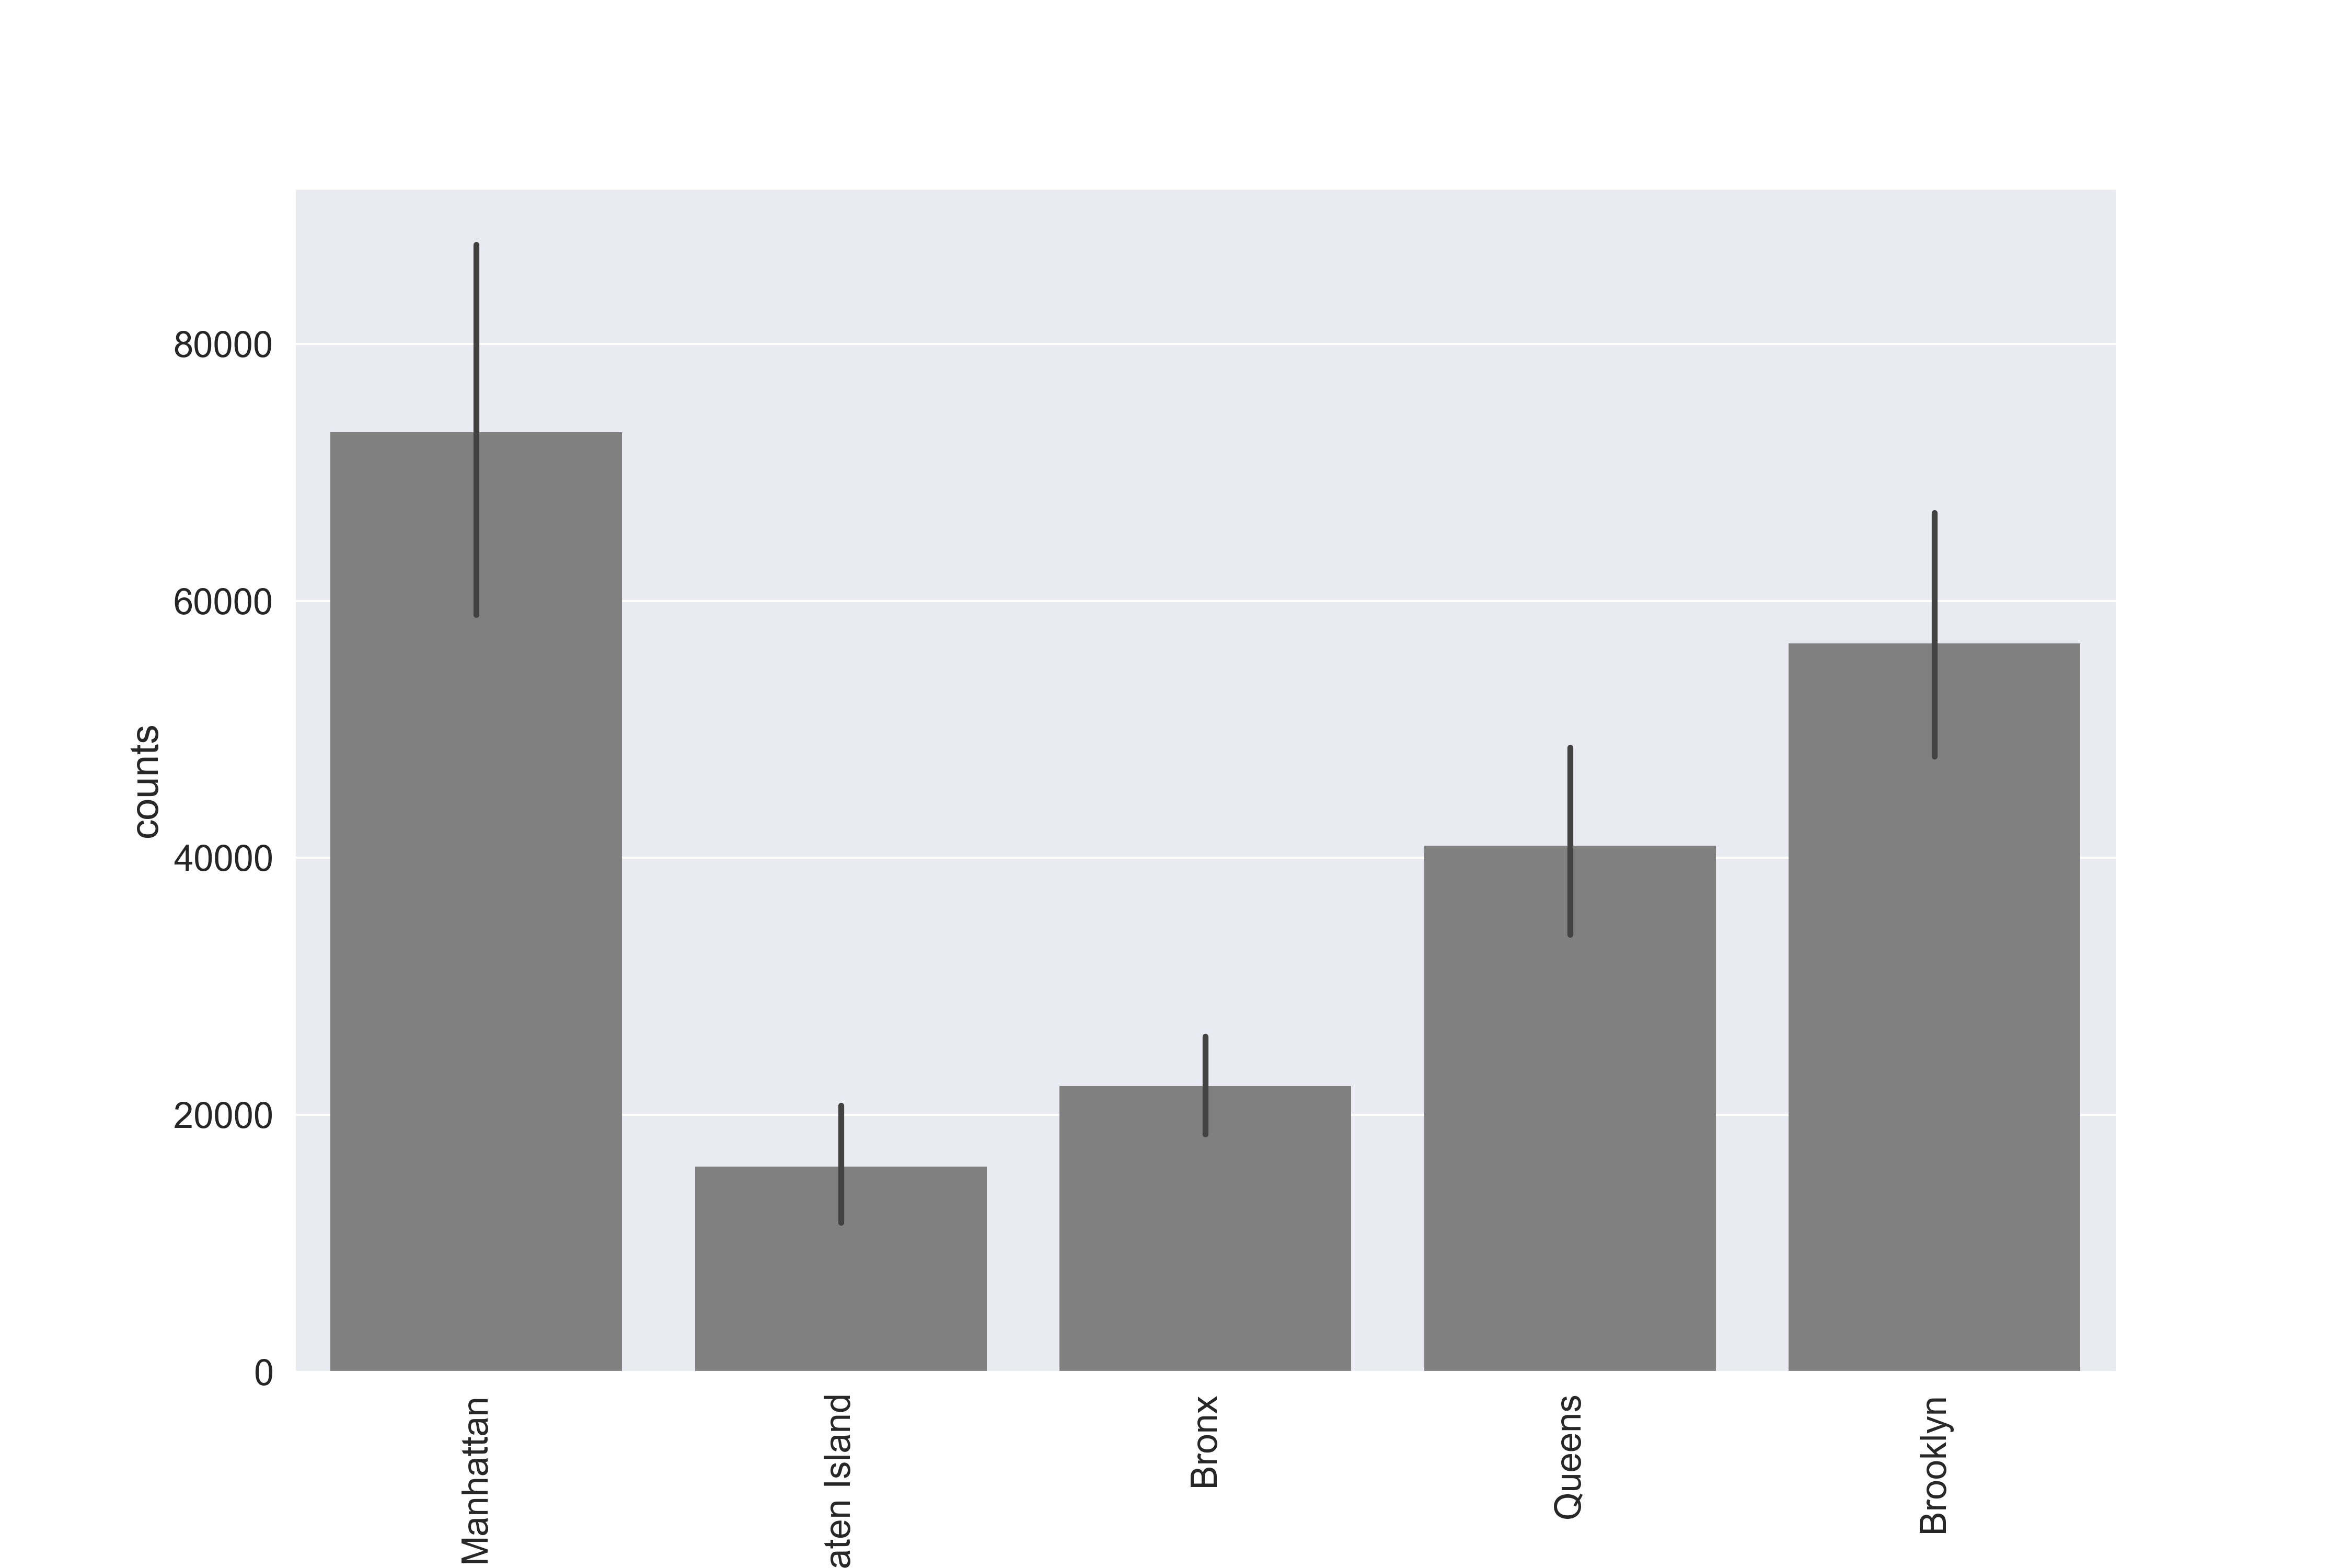 80000
60000
40000
20000
0
counts
Manhattan
aten Island
Bronx
Queens
Brooklyn